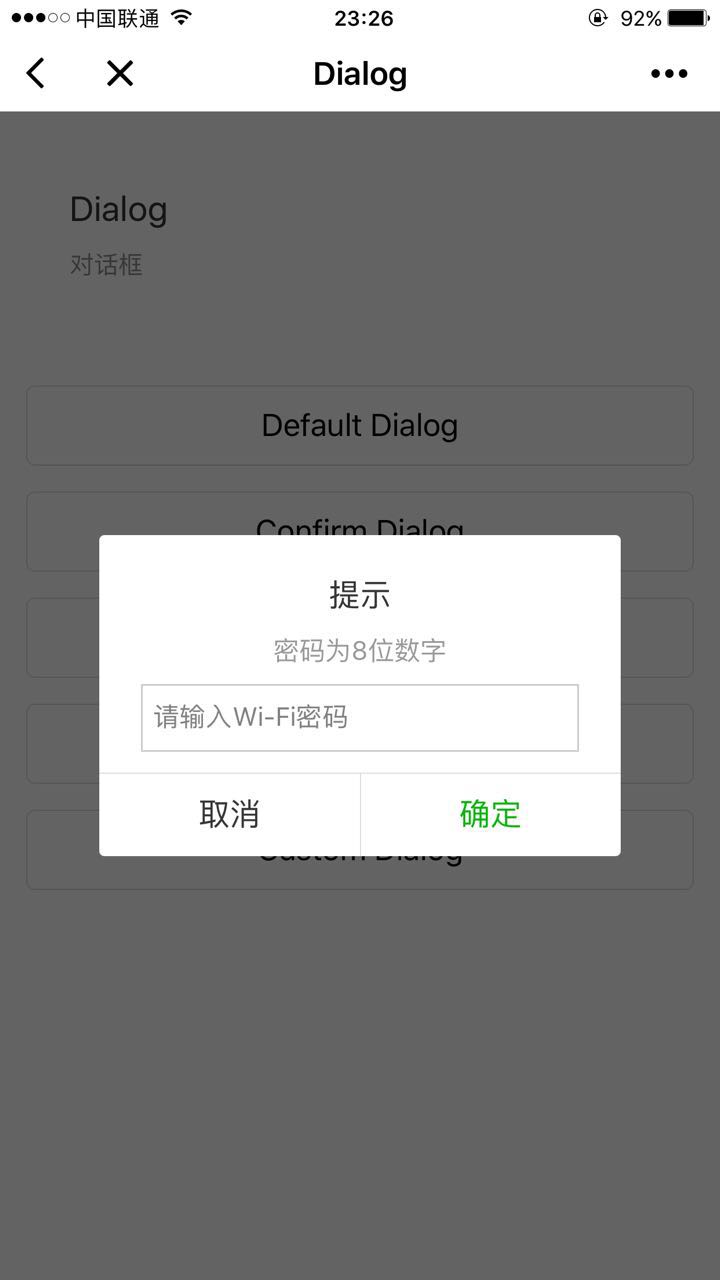 中国联通 23:26 92%
Dialog
Dialog
对话框
Default Dialog
Confirm Dialog
提示
密码为8位数字
请输入Wi-Fi密码
取消 确定
Custom Dialog